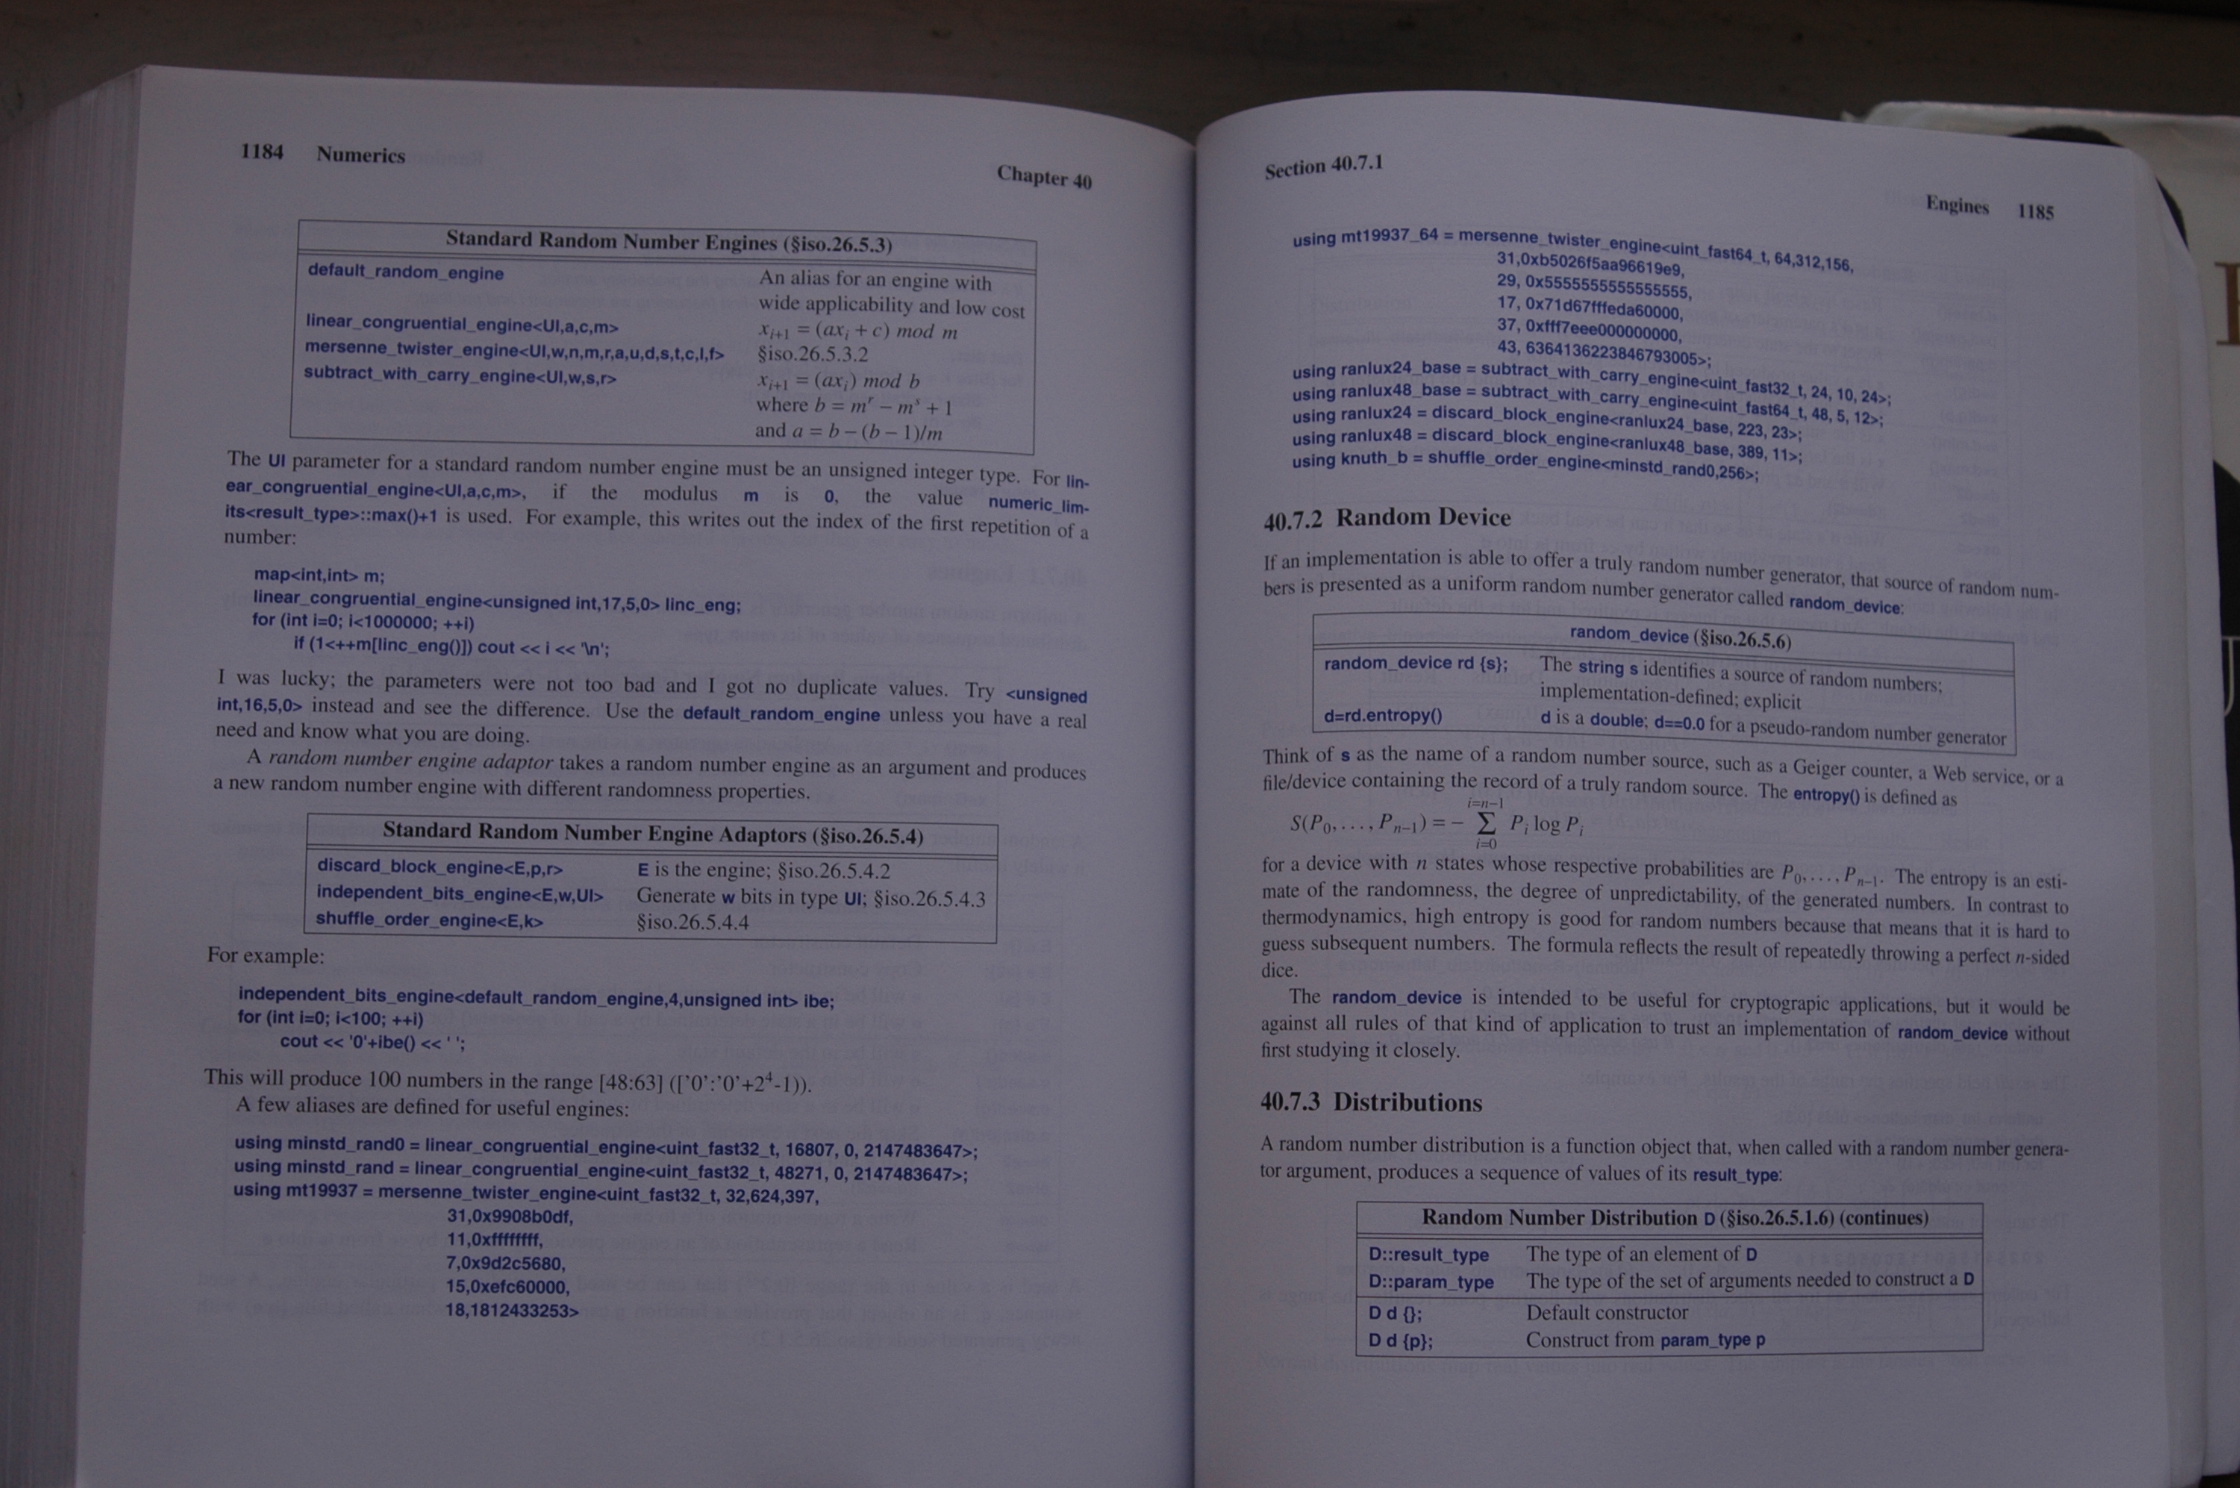 1184 Numerics Chapter 40
Standard Random Number Engines (§iso.26.5.3)
default_random_engine An alias for an engine with
wide applicability and low cost
linear_congruential_engine<UI,a,c,m> xi+1 = (axi + c) mod m
mersenne_twister_engine<UI,w,n,m,r,a,u,d,s,t,c,l,f> §iso.26.5.3.2
subtract_with_carry_engine<UI,w,s,r> xi+1 = (axi) mod b
where b = m^r − m^s + 1
and a = b − (b − 1)/m
The UI parameter for a standard random number engine must be an unsigned integer type. For lin-
ear_congruential_engine<UI,a,c,m>, if the modulus m is 0, the value numeric_lim-
its<result_type>::max()+1 is used. For example, this writes out the index of the first repetition of a
number:
map<int,int> m;
linear_congruential_engine<unsigned int,17,5,0> linc_eng;
for (int i=0; i<1000000; ++i)
if (1<++m[linc_eng()]) cout << i << '\n';
I was lucky; the parameters were not too bad and I got no duplicate values. Try <unsigned
int,16,5,0> instead and see the difference. Use the default_random_engine unless you have a real
need and know what you are doing.
A random number engine adaptor takes a random number engine as an argument and produces
a new random number engine with different randomness properties.
Standard Random Number Engine Adaptors (§iso.26.5.4)
discard_block_engine<E,p,r> E is the engine; §iso.26.5.4.2
independent_bits_engine<E,w,UI> Generate w bits in type UI; §iso.26.5.4.3
shuffle_order_engine<E,k> §iso.26.5.4.4
For example:
independent_bits_engine<default_random_engine,4,unsigned int> ibe;
for (int i=0; i<100; ++i)
cout << '0'+ibe() << ' ';
This will produce 100 numbers in the range [48:63] (['0':'0'+2^4-1)).
A few aliases are defined for useful engines:
using minstd_rand0 = linear_congruential_engine<uint_fast32_t, 16807, 0, 2147483647>;
using minstd_rand = linear_congruential_engine<uint_fast32_t, 48271, 0, 2147483647>;
using mt19937 = mersenne_twister_engine<uint_fast32_t, 32,624,397,
31,0x9908b0df,
11,0xffffffff,
7,0x9d2c5680,
15,0xefc60000,
18,1812433253>
Section 40.7.1 Engines 1185
using mt19937_64 = mersenne_twister_engine<uint_fast64_t, 64,312,156,
31,0xb5026f5aa96619e9,
29, 0x5555555555555555,
17, 0x71d67fffeda60000,
37, 0xfff7eee000000000,
43, 6364136223846793005>;
using ranlux24_base = subtract_with_carry_engine<uint_fast32_t, 24, 10, 24>;
using ranlux48_base = subtract_with_carry_engine<uint_fast64_t, 48, 5, 12>;
using ranlux24 = discard_block_engine<ranlux24_base, 223, 23>;
using ranlux48 = discard_block_engine<ranlux48_base, 389, 11>;
using knuth_b = shuffle_order_engine<minstd_rand0,256>;
40.7.2 Random Device
If an implementation is able to offer a truly random number generator, that source of random num-
bers is presented as a uniform random number generator called random_device:
random_device (§iso.26.5.6)
random_device rd {s}; The string s identifies a source of random numbers;
implementation-defined; explicit
d=rd.entropy() d is a double; d==0.0 for a pseudo-random number generator
Think of s as the name of a random number source, such as a Geiger counter, a Web service, or a
file/device containing the record of a truly random source. The entropy() is defined as
S(P0, . . . , Pn−1) = − ∑ i=0 i=n−1 Pi log Pi
for a device with n states whose respective probabilities are P0, . . . , Pn−1. The entropy is an esti-
mate of the randomness, the degree of unpredictability, of the generated numbers. In contrast to
thermodynamics, high entropy is good for random numbers because that means that it is hard to
guess subsequent numbers. The formula reflects the result of repeatedly throwing a perfect n-sided
dice.
The random_device is intended to be useful for cryptograpic applications, but it would be
against all rules of that kind of application to trust an implementation of random_device without
first studying it closely.
40.7.3 Distributions
A random number distribution is a function object that, when called with a random number genera-
tor argument, produces a sequence of values of its result_type:
Random Number Distribution D (§iso.26.5.1.6) (continues)
D::result_type The type of an element of D
D::param_type The type of the set of arguments needed to construct a D
D d {}; Default constructor
D d {p}; Construct from param_type p